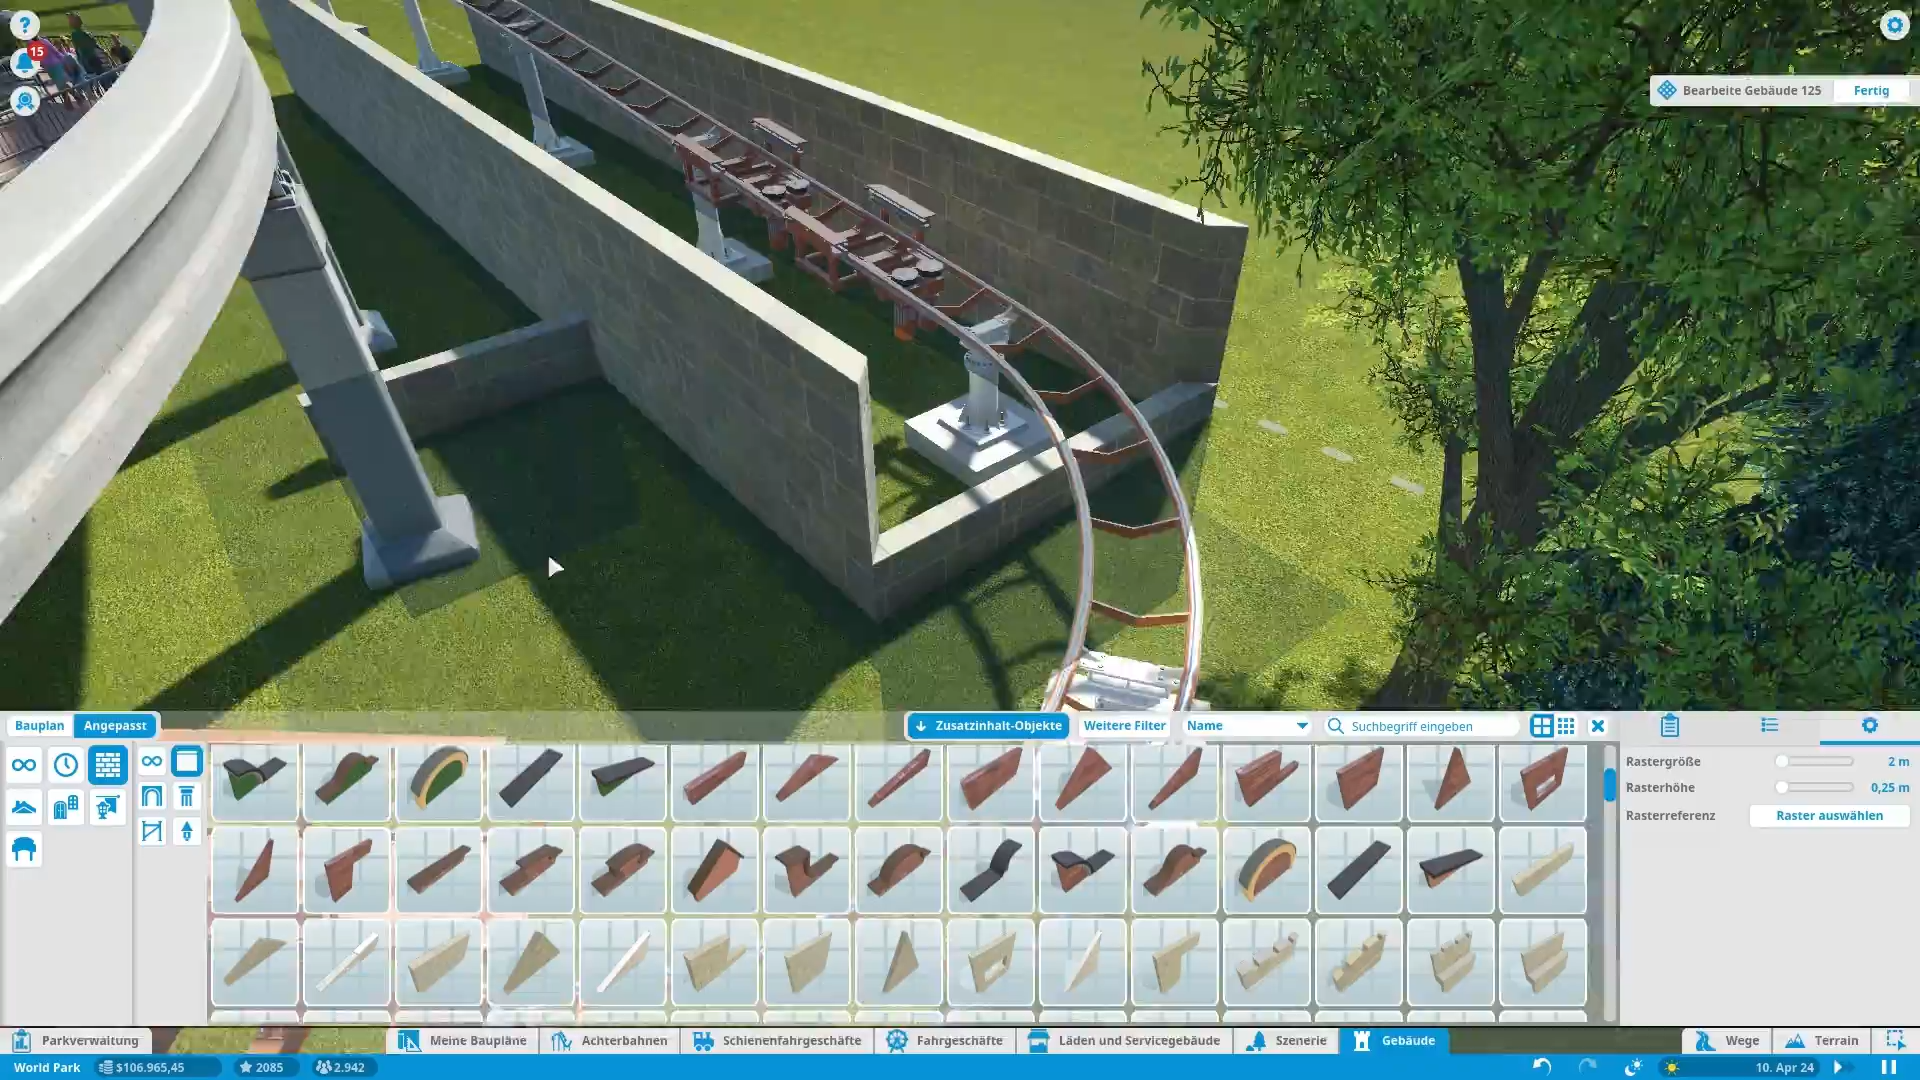 ?
15
Bearbeite Gebäude 125 Fertig
Bauplan Angepasst Zusatzinhalt-Objekte Weitere Filter Name Suchbegriff eingeben
Rastergröße 2 m
Rasterhöhe 0,25 m
Rasterreferenz Raster auswählen
Parkverwaltung Meine Baupläne Achterbahnen Schienenfahrgeschäfte Fahrgeschäfte Läden und Servicegebäude Szenerie Gebäude Wege Terrain
World Park $106.965,45 2085 2.942 10. Apr 24